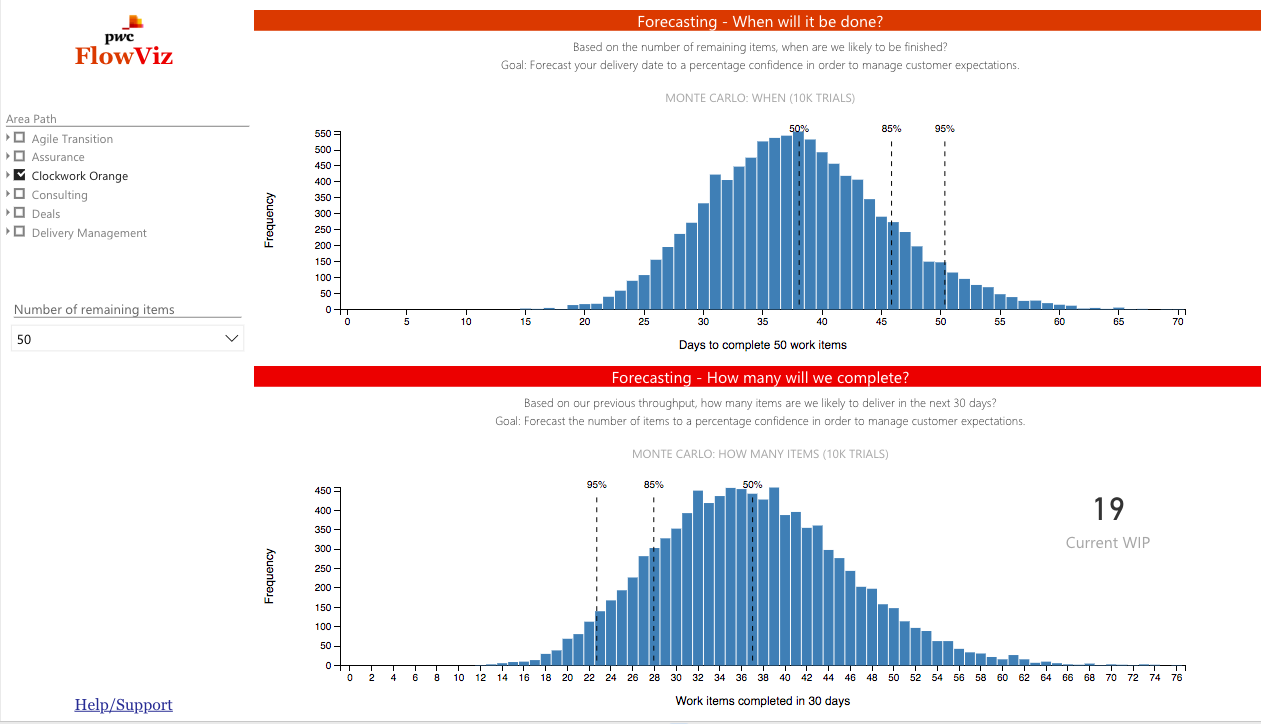 pwc
FlowViz
Area Path
Agile Transition
Assurance
Clockwork Orange
Consulting
Deals
Delivery Management
Number of remaining items
50
Help/Support
Forecasting - When will it be done?
Based on the number of remaining items, when are we likely to be finished?
Goal: Forecast your delivery date to a percentage confidence in order to manage customer expectations.
MONTE CARLO: WHEN (10K TRIALS)
50% 85% 95%
Frequency
550
500
450
400
350
300
250
200
150
100
50
0
0 5 10 15 20 25 30 35 40 45 50 55 60 65 70
Days to complete 50 work items
Forecasting - How many will we complete?
Based on our previous throughput, how many items are we likely to deliver in the next 30 days?
Goal: Forecast the number of items to a percentage confidence in order to manage customer expectations.
MONTE CARLO: HOW MANY ITEMS (10K TRIALS)
95% 85% 50%
Frequency
450
400
350
300
250
200
150
100
50
0
0 2 4 6 8 10 12 14 16 18 20 22 24 26 28 30 32 34 36 38 40 42 44 46 48 50 52 54 56 58 60 62 64 66 68 70 72 74 76
Work items completed in 30 days
19
Current WIP